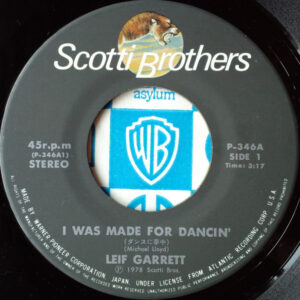 Scotti Brothers
asylum
45r.p.m
(P-346A1)
STEREO
WB
P-346A
SIDE 1
Time: 3:17
I WAS MADE FOR DANCIN'
(ダンスに夢中)
(Michael Lloyd)
LEIF GARRETT
Ⓟ 1978 Scotti Bros.
MANUFACTURED BY WARNER-PIONEER CORPORATION, JAPAN UNDER LICENSE FROM ATLANTIC RECORDING CORP. U.S.A.